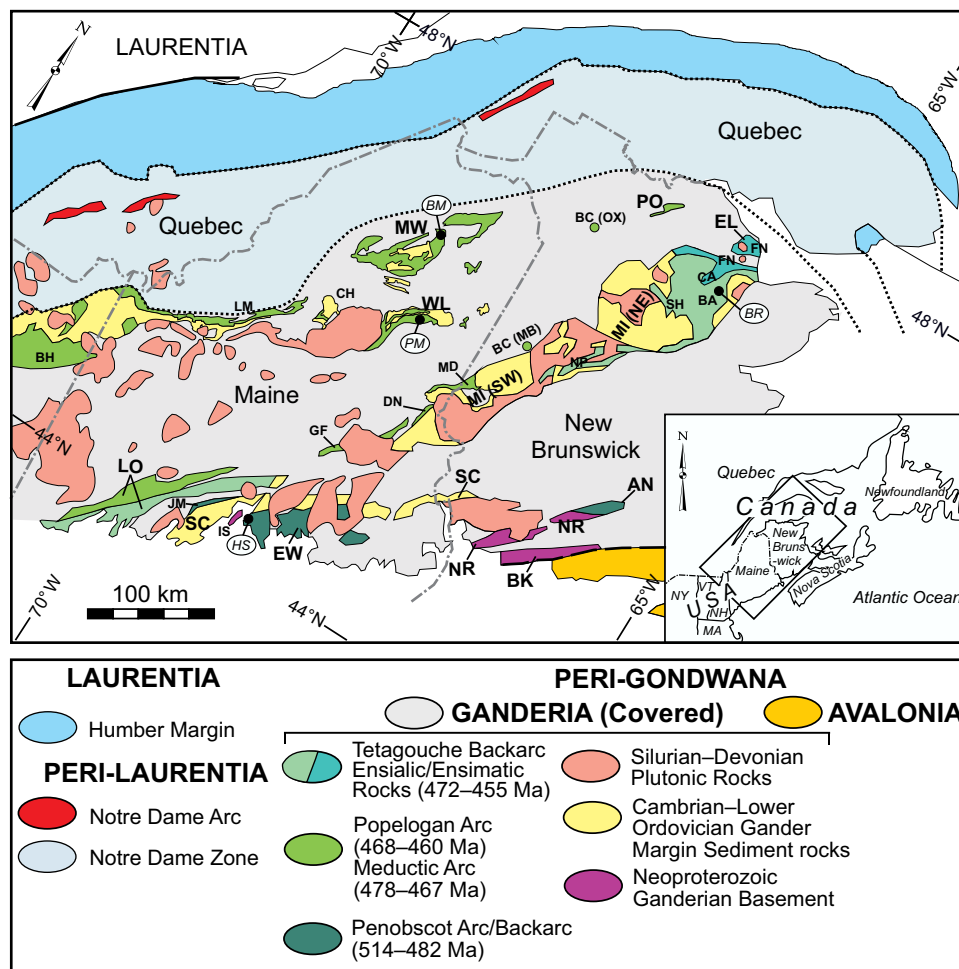 LAURENTIA
70°W
48°N
65°W
Quebec
Quebec
PO
BC (OX)
BM
MW
EL
FN
FN
CA
BA
SH
BR
MI (NE)
LM
CH
WL
PM
BC (MB)
48°N
BH
MD
NP
MI (SW)
Maine
DN
New
Brunswick
GF
44°N
LO
JM
SC
IS
HS
EW
SC
AN
NR
NR
BK
70°W
100 km
44°N
65°W
N
Quebec
Newfoundland
Canada
New
Bruns
-wick
Maine
Nova Scotia
NY
VT
USA
NH
MA
Atlantic Ocean
LAURENTIA
Humber Margin
PERI-LAURENTIA
Notre Dame Arc
Notre Dame Zone
PERI-GONDWANA
GANDERIA (Covered)
AVALONIA
Tetagouche Backarc
Ensialic/Ensimatic
Rocks (472–455 Ma)
Popelogan Arc
(468–460 Ma)
Meductic Arc
(478–467 Ma)
Penobscot Arc/Backarc
(514–482 Ma)
Silurian–Devonian
Plutonic Rocks
Cambrian–Lower
Ordovician Gander
Margin Sediment rocks
Neoproterozoic
Ganderian Basement